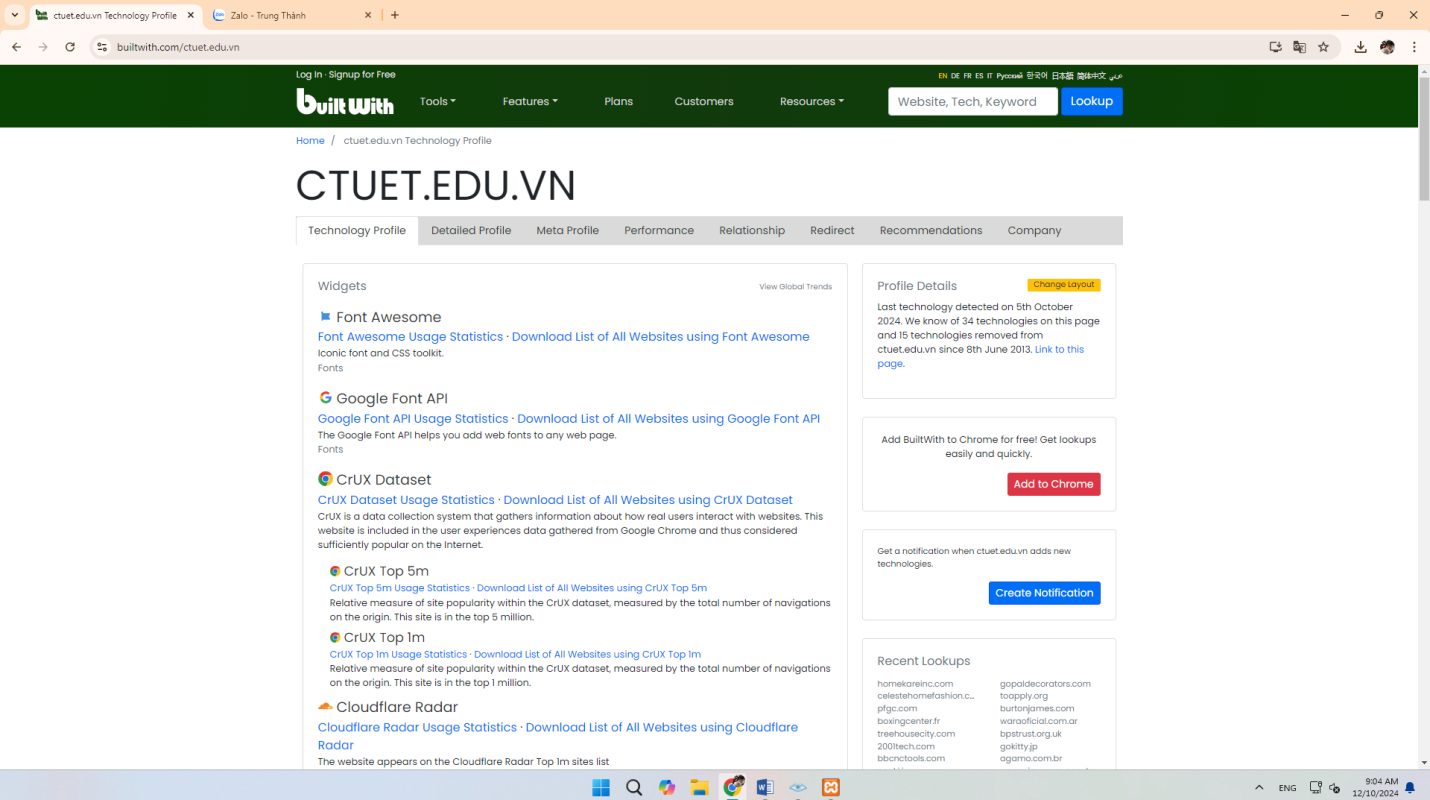 ctuet.edu.vn Technology Profile
Zalo - Trung Thành
builtwith.com/ctuet.edu.vn
Log In · Signup for Free
EN DE FR ES IT Русский 한국어 日本語 简体中文 عربي
built With
Tools
Features
Plans
Customers
Resources
Website, Tech, Keyword
Lookup
Home / ctuet.edu.vn Technology Profile
CTUET.EDU.VN
Technology Profile
Detailed Profile
Meta Profile
Performance
Relationship
Redirect
Recommendations
Company
Widgets
View Global Trends
Font Awesome
Font Awesome Usage Statistics · Download List of All Websites using Font Awesome
Iconic font and CSS toolkit.
Fonts
Google Font API
Google Font API Usage Statistics · Download List of All Websites using Google Font API
The Google Font API helps you add web fonts to any web page.
Fonts
CrUX Dataset
CrUX Dataset Usage Statistics · Download List of All Websites using CrUX Dataset
CrUX is a data collection system that gathers information about how real users interact with websites. This
website is included in the user experiences data gathered from Google Chrome and thus considered
sufficiently popular on the Internet.
CrUX Top 5m
CrUX Top 5m Usage Statistics · Download List of All Websites using CrUX Top 5m
Relative measure of site popularity within the CrUX dataset, measured by the total number of navigations
on the origin. This site is in the top 5 million.
CrUX Top 1m
CrUX Top 1m Usage Statistics · Download List of All Websites using CrUX Top 1m
Relative measure of site popularity within the CrUX dataset, measured by the total number of navigations
on the origin. This site is in the top 1 million.
Cloudflare Radar
Cloudflare Radar Usage Statistics · Download List of All Websites using Cloudflare
Radar
The website appears on the Cloudflare Radar Top 1m sites list
Profile Details
Change Layout
Last technology detected on 5th October
2024. We know of 34 technologies on this page
and 15 technologies removed from
ctuet.edu.vn since 8th June 2013. Link to this
page.
Add BuiltWith to Chrome for free! Get lookups
easily and quickly.
Add to Chrome
Get a notification when ctuet.edu.vn adds new
technologies.
Create Notification
Recent Lookups
homekareinc.com
celestehomefashion.c...
pfgc.com
boxingcenter.fr
treehousecity.com
2001tech.com
bbcnctools.com
gopaldecorators.com
toapply.org
burtonjames.com
waraoficial.com.ar
bpstrust.org.uk
gokitty.jp
agamo.com.br
ENG
9:04 AM
12/10/2024